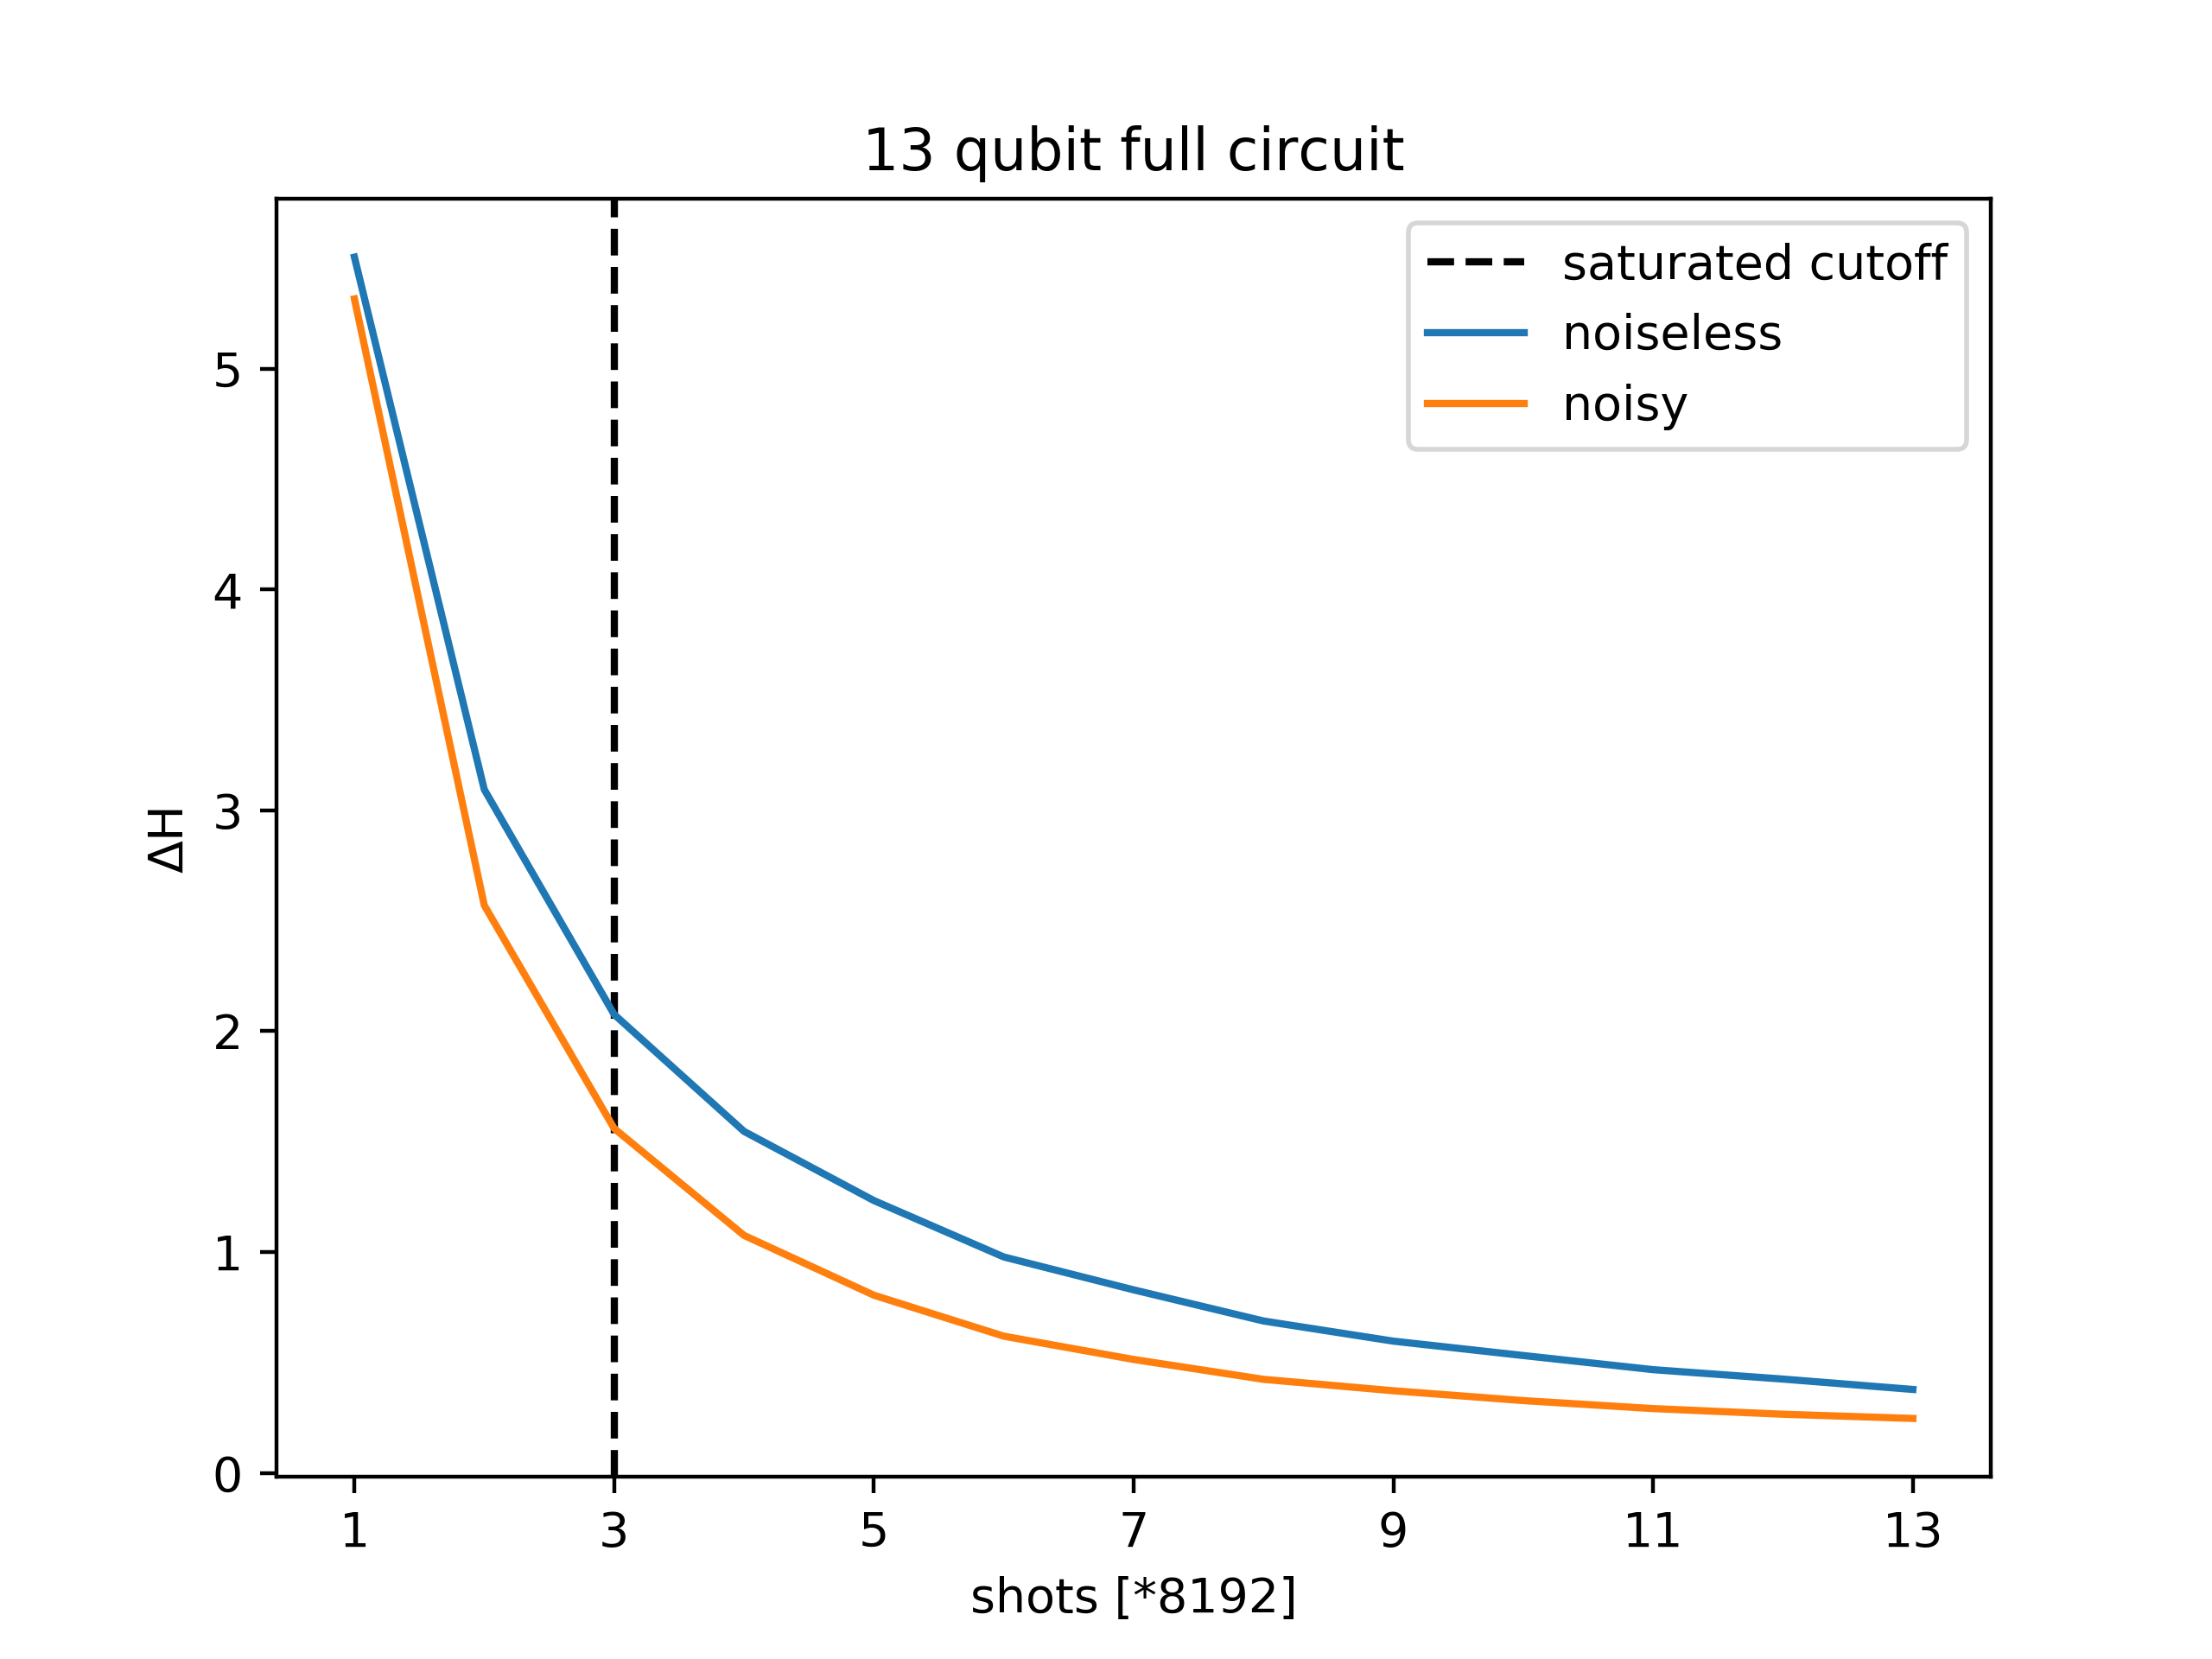 13 qubit full circuit
saturated cutoff
noiseless
noisy
5
4
3
2
1
0
ΔH
1 3 5 7 9 11 13
shots [*8192]